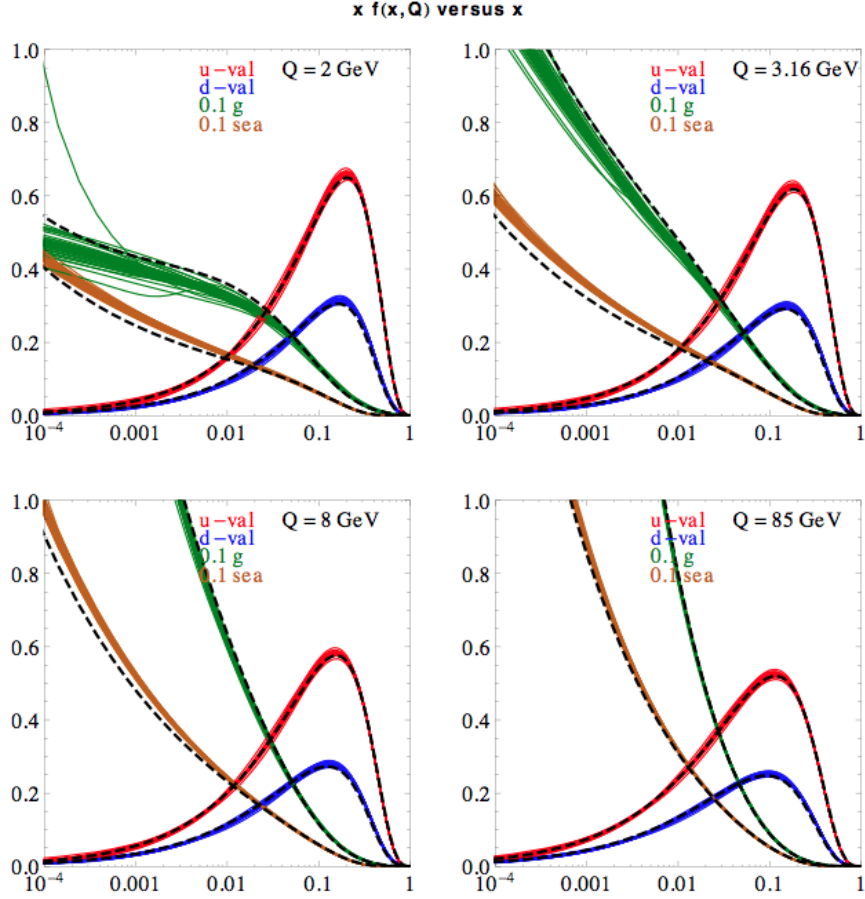 x f(x,Q) versus x
1.0
0.8
0.6
0.4
0.2
0.0
u-val
d-val
0.1 g
0.1 sea
Q = 2 GeV
10⁻⁴ 0.001 0.01 0.1 1
1.0
0.8
0.6
0.4
0.2
0.0
u-val
d-val
0.1 g
0.1 sea
Q = 3.16 GeV
10⁻⁴ 0.001 0.01 0.1 1
1.0
0.8
0.6
0.4
0.2
0.0
u-val
d-val
0.1 g
0.1 sea
Q = 8 GeV
10⁻⁴ 0.001 0.01 0.1 1
1.0
0.8
0.6
0.4
0.2
0.0
u-val
d-val
0.1 g
0.1 sea
Q = 85 GeV
10⁻⁴ 0.001 0.01 0.1 1